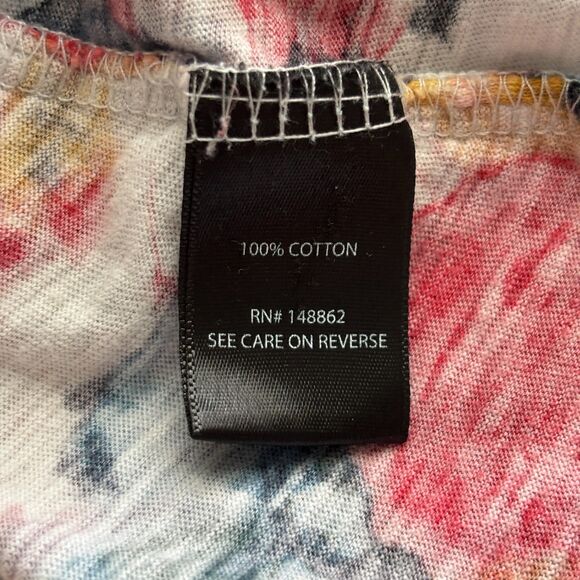 100% COTTON
RN# 148862
SEE CARE ON REVERSE